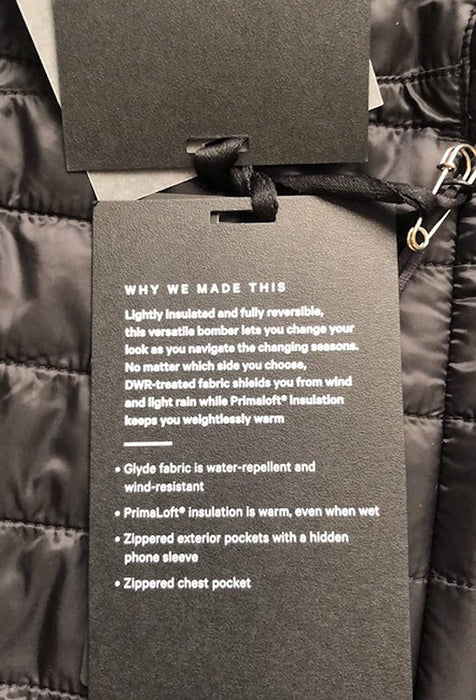 WHY WE MADE THIS
Lightly insulated and fully reversible,
this versatile bomber lets you change your
look as you navigate the changing seasons.
No matter which side you choose,
DWR-treated fabric shields you from wind
and light rain while Primaloft® insulation
keeps you weightlessly warm
• Glyde fabric is water-repellent and
wind-resistant
• PrimaLoft® insulation is warm, even when wet
• Zippered exterior pockets with a hidden
phone sleeve
• Zippered chest pocket